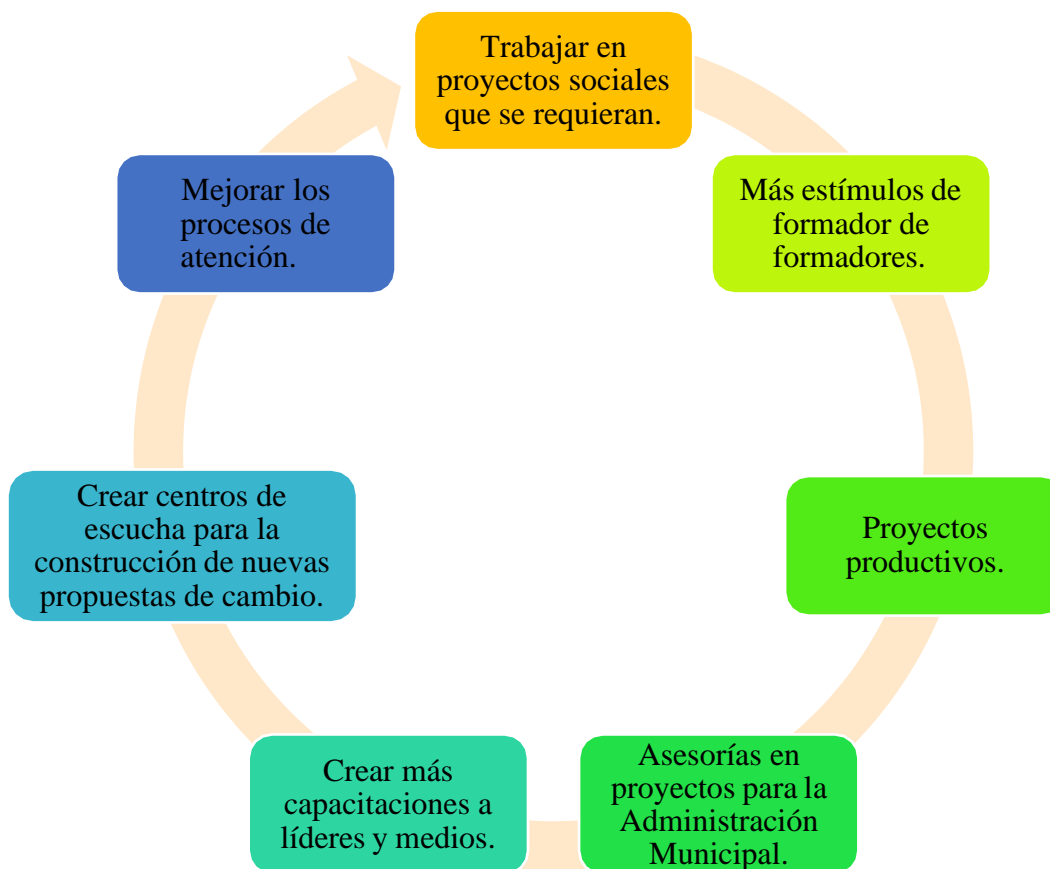 Trabajar en
proyectos sociales
que se requieran.
Más estímulos de
formador de
formadores.
Proyectos
productivos.
Asesorías en
proyectos para la
Administración
Municipal.
Crear más
capacitaciones a
líderes y medios.
Crear centros de
escucha para la
construcción de nuevas
propuestas de cambio.
Mejorar los
procesos de
atención.